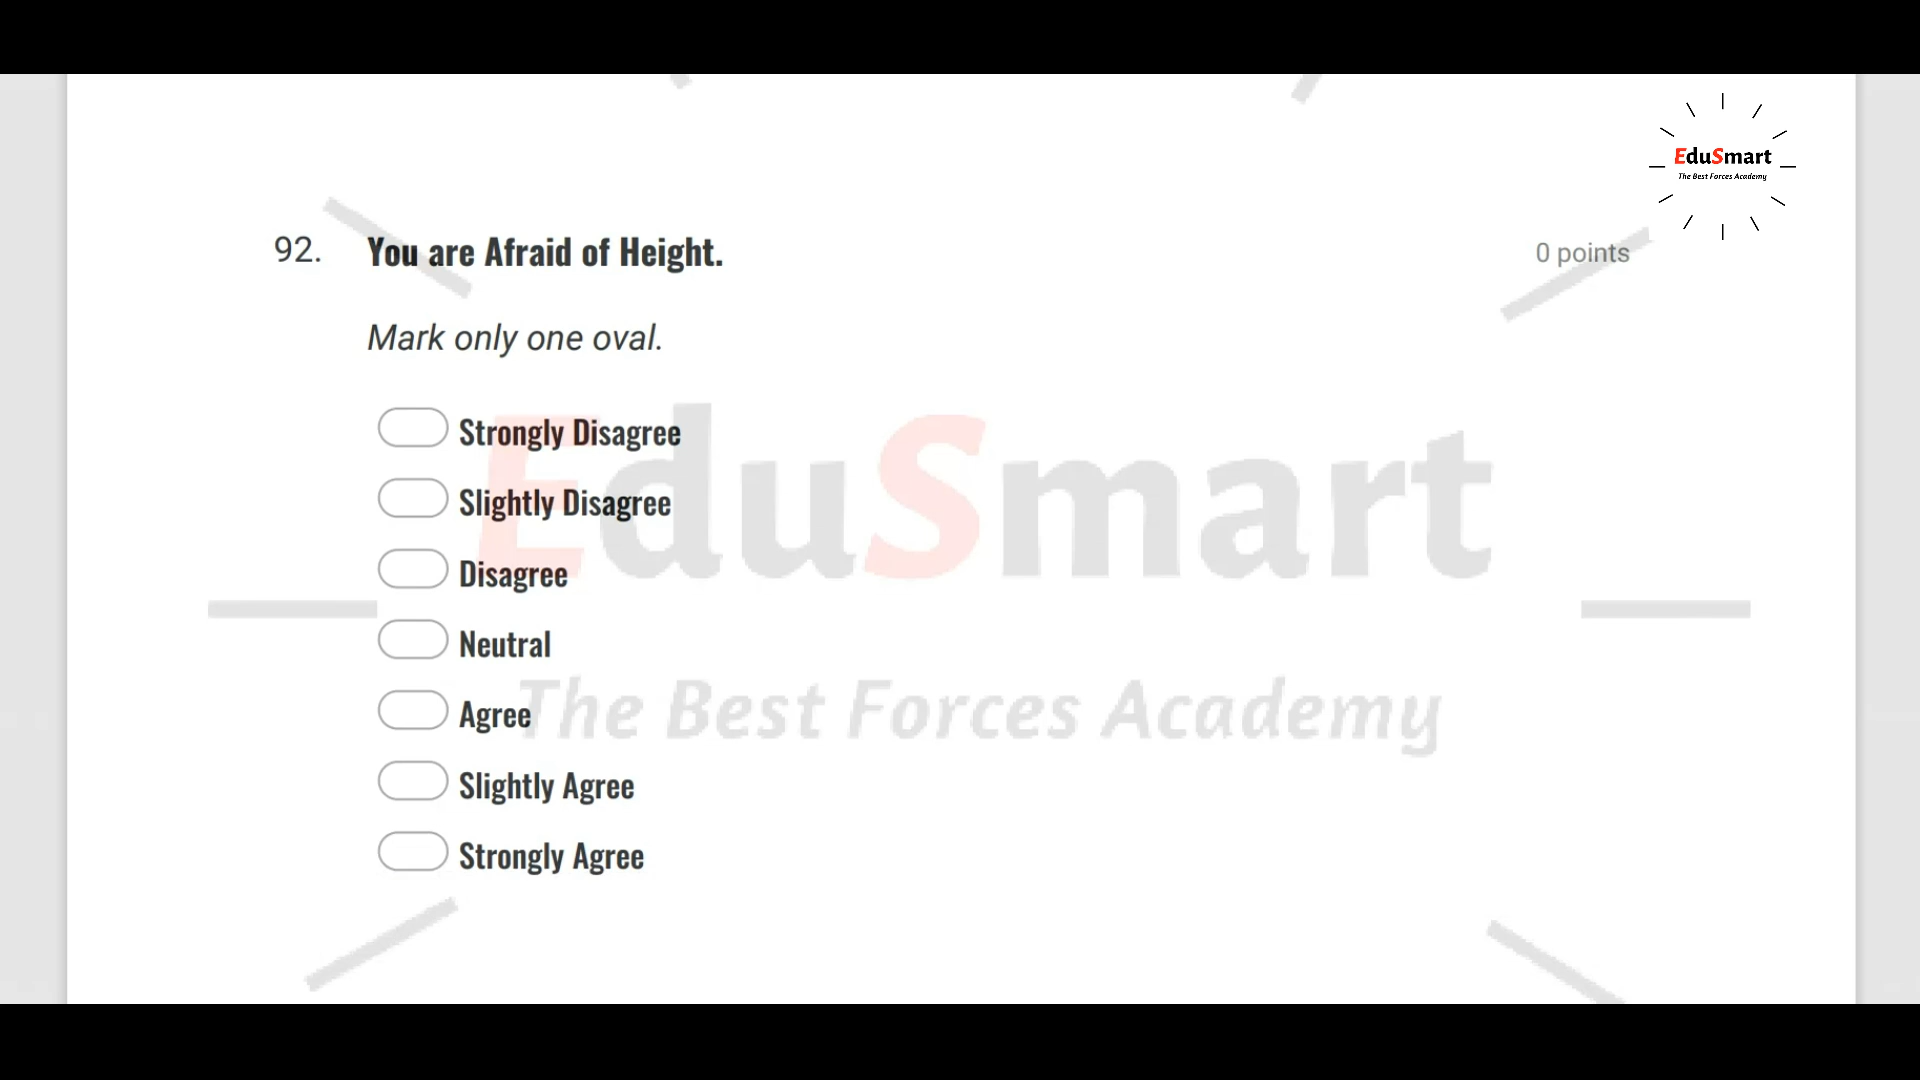 EduSmart
The Best Forces Academy
92. You are Afraid of Height. 0 points
Mark only one oval.
Strongly Disagree
Slightly Disagree
Disagree
Neutral
Agree
Slightly Agree
Strongly Agree
EduSmart
The Best Forces Academy